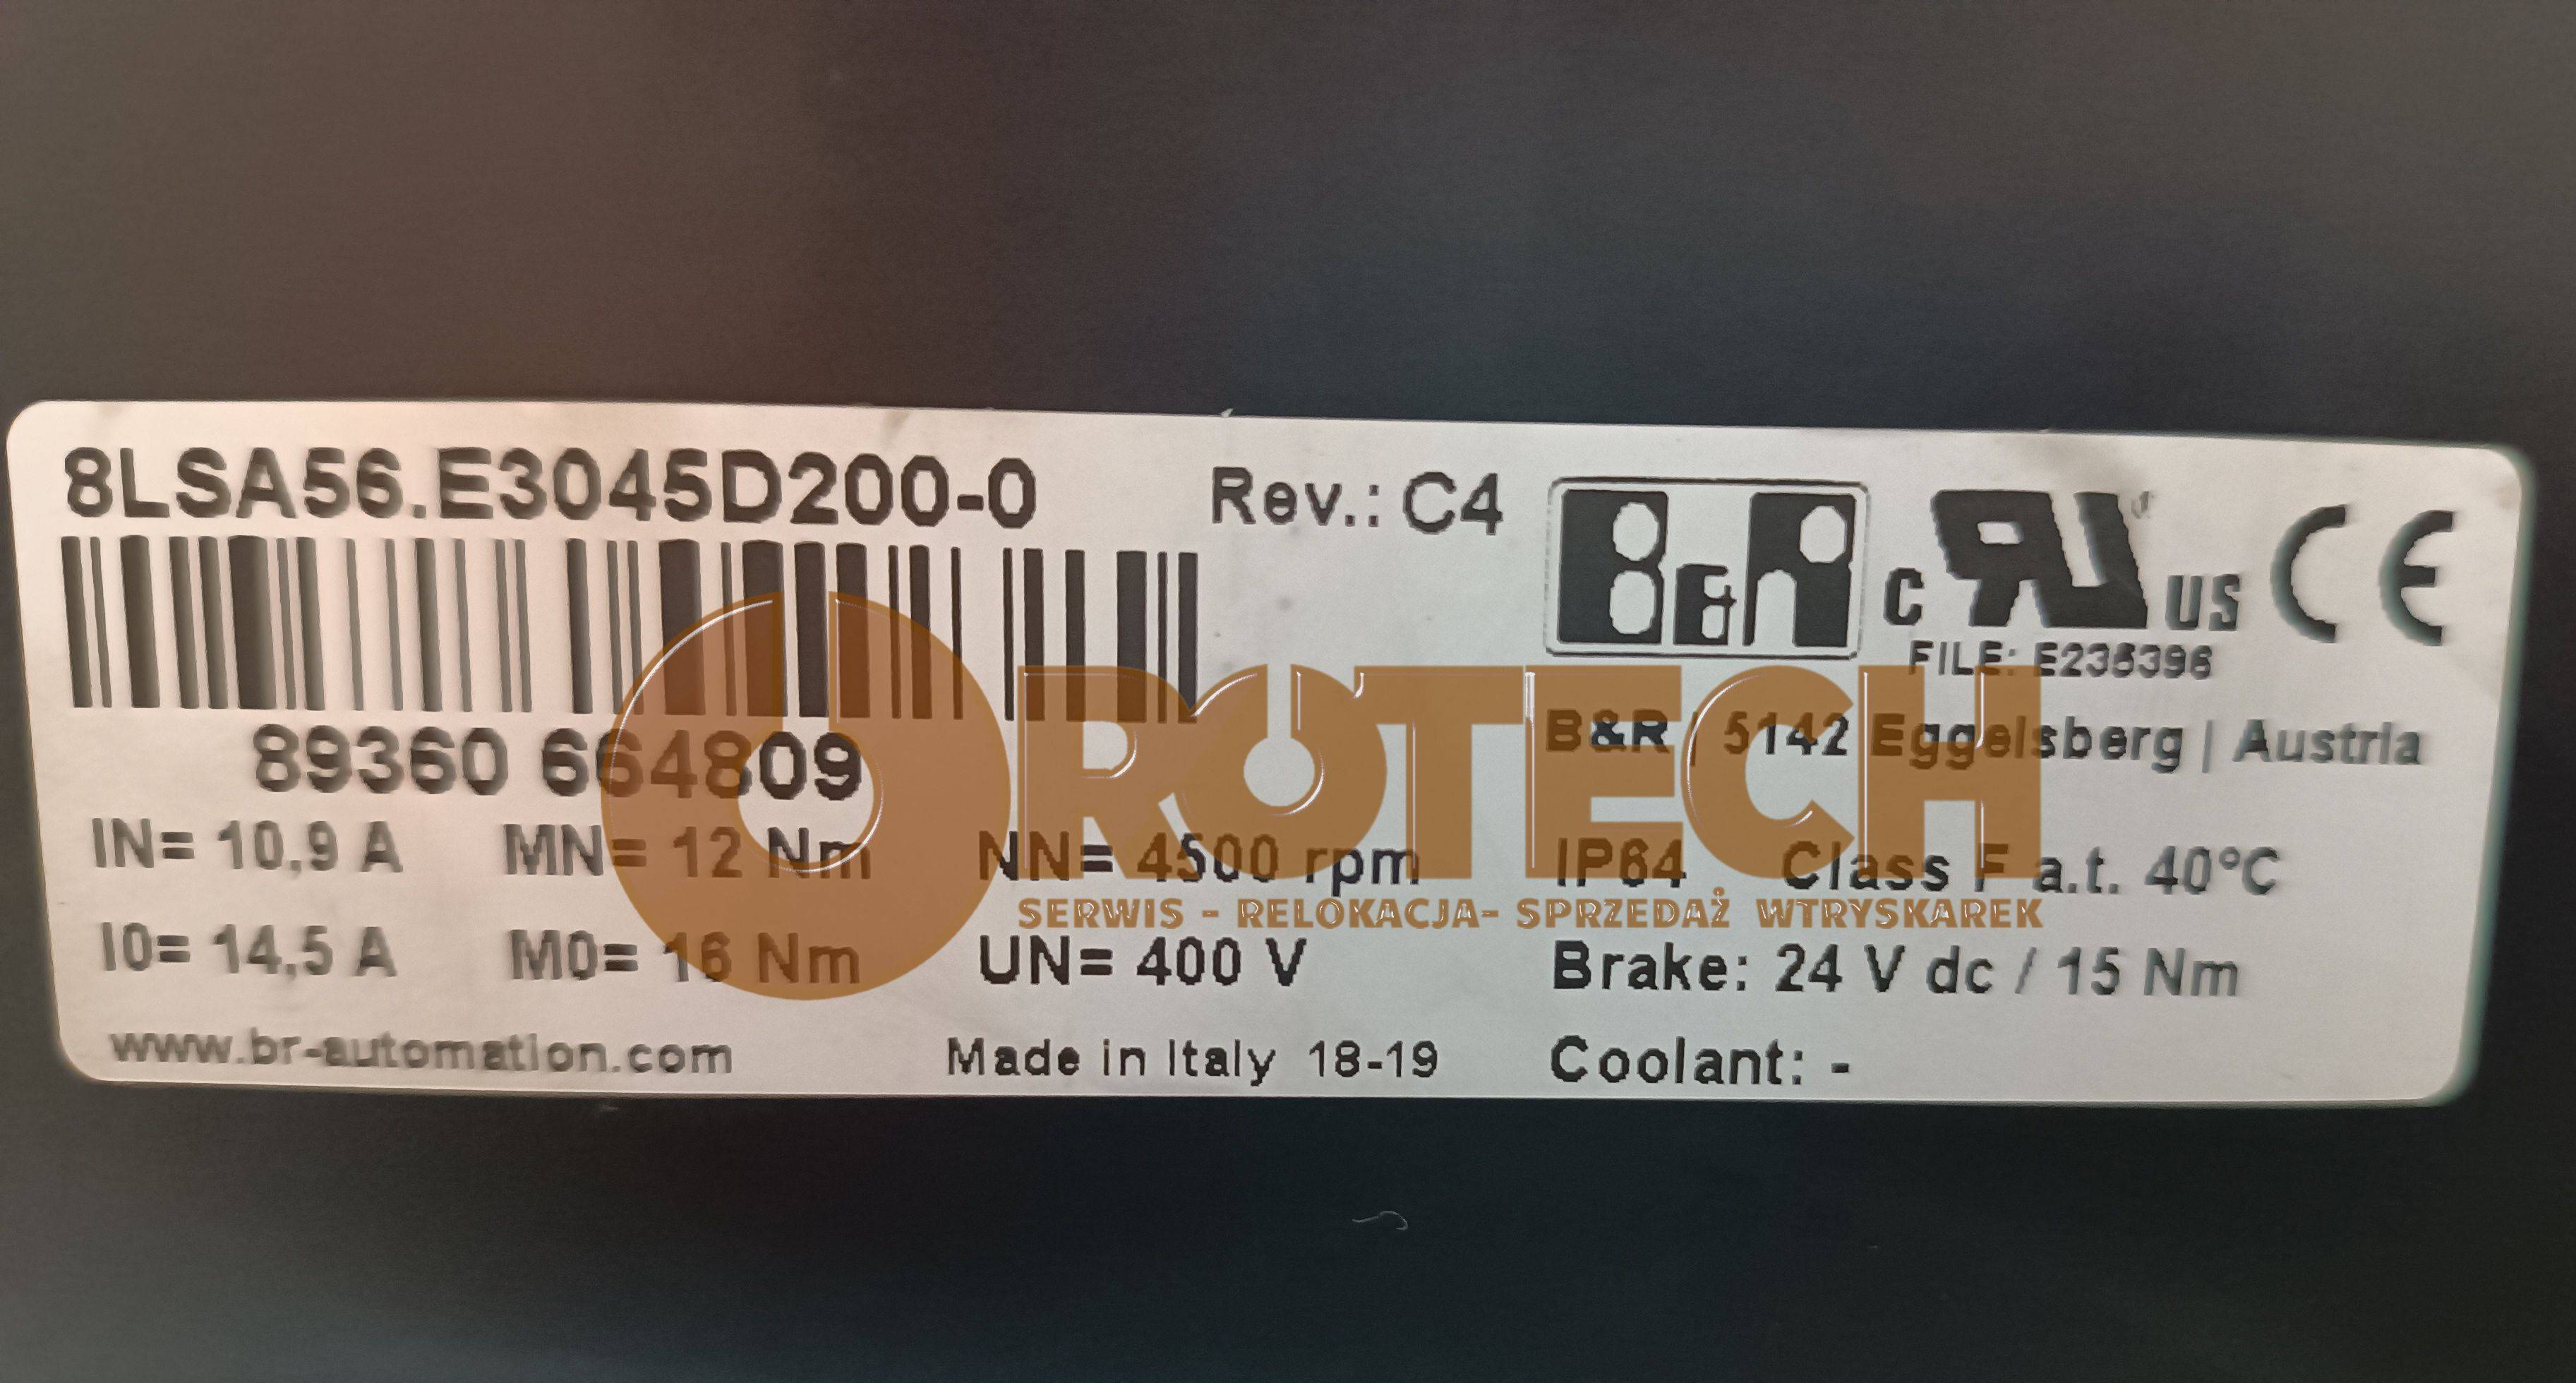 8LSA56.E3045D200-0 Rev.: C4
B&R c RU US CE
FILE: E235396
89360 664809
B&R | 5142 Eggelsberg | Austria
ROTECH
SERWIS - RELOKACJA- SPRZEDAŻ WTRYSKAREK
IN= 10,9 A MN= 12 Nm NN= 4500 rpm IP64 Class F a.t. 40°C
I0= 14,5 A M0= 16 Nm UN= 400 V Brake: 24 V dc / 15 Nm
www.br-automation.com Made in Italy 18-19 Coolant: -